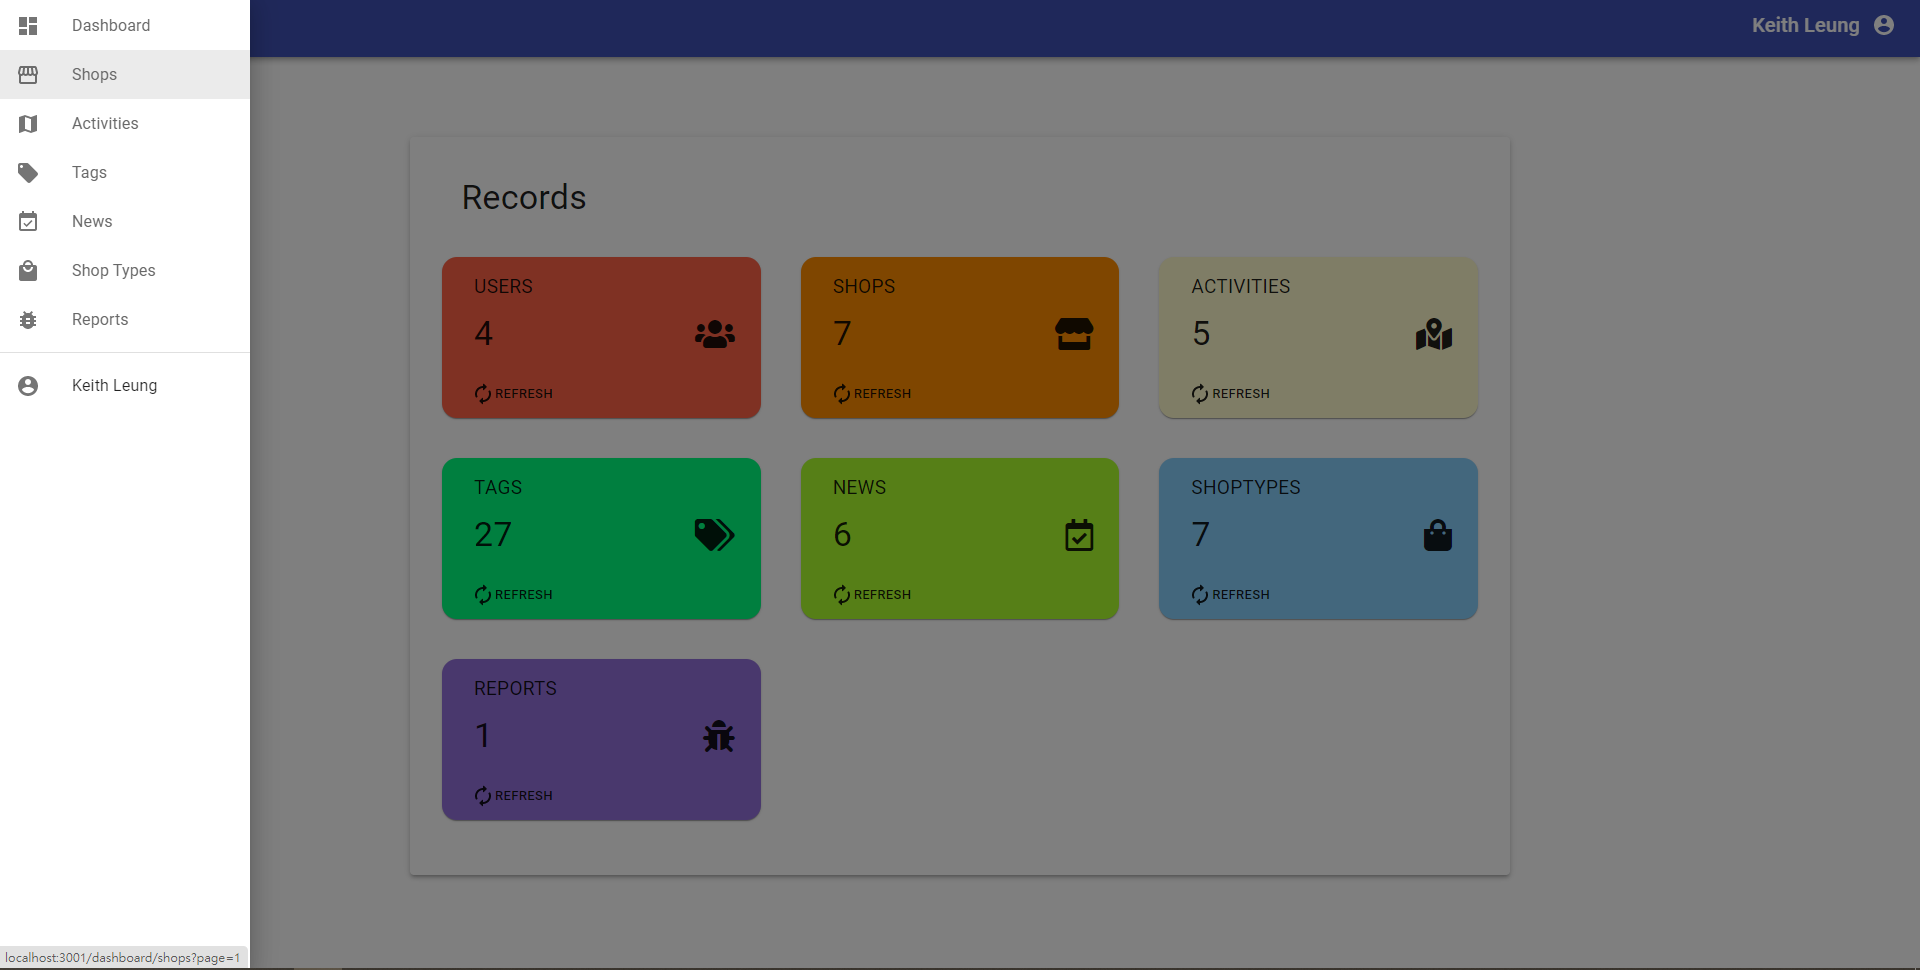 Dashboard
Shops
Activities
Tags
News
Shop Types
Reports
Keith Leung
Keith Leung
Records
USERS
4
REFRESH
SHOPS
7
REFRESH
ACTIVITIES
5
REFRESH
TAGS
27
REFRESH
NEWS
6
REFRESH
SHOPTYPES
7
REFRESH
REPORTS
1
REFRESH
localhost:3001/dashboard/shops?page=1